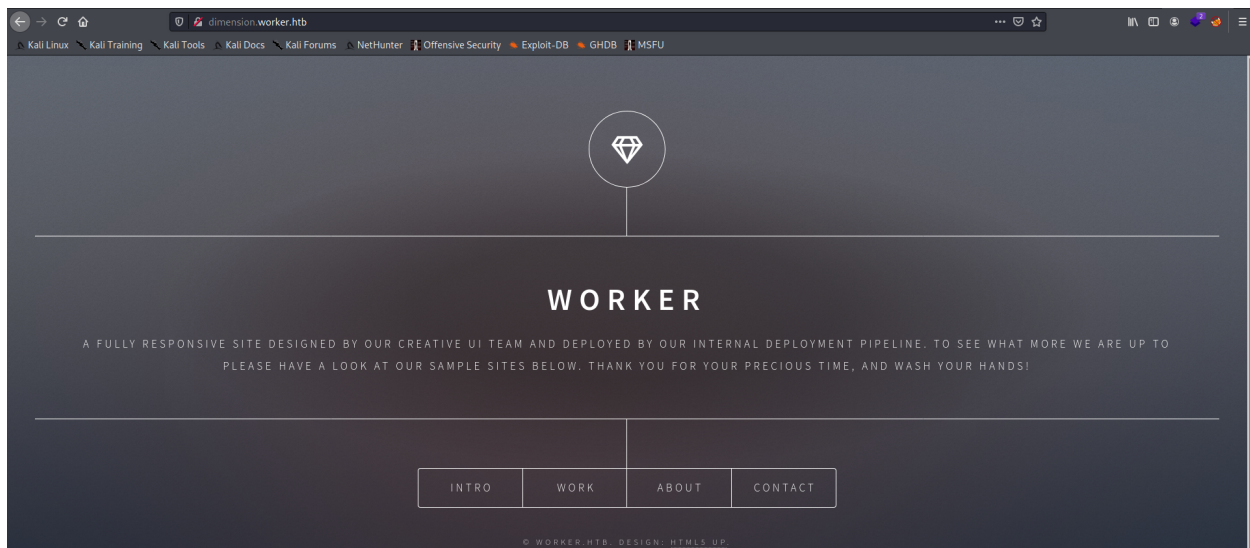 dimension.worker.htb
2
Kali Linux Kali Training Kali Tools Kali Docs Kali Forums NetHunter Offensive Security Exploit-DB GHDB MSFU
WORKER
A FULLY RESPONSIVE SITE DESIGNED BY OUR CREATIVE UI TEAM AND DEPLOYED BY OUR INTERNAL DEPLOYMENT PIPELINE. TO SEE WHAT MORE WE ARE UP TO
PLEASE HAVE A LOOK AT OUR SAMPLE SITES BELOW. THANK YOU FOR YOUR PRECIOUS TIME, AND WASH YOUR HANDS!
INTRO WORK ABOUT CONTACT
© WORKER.HTB. DESIGN: HTML5 UP.